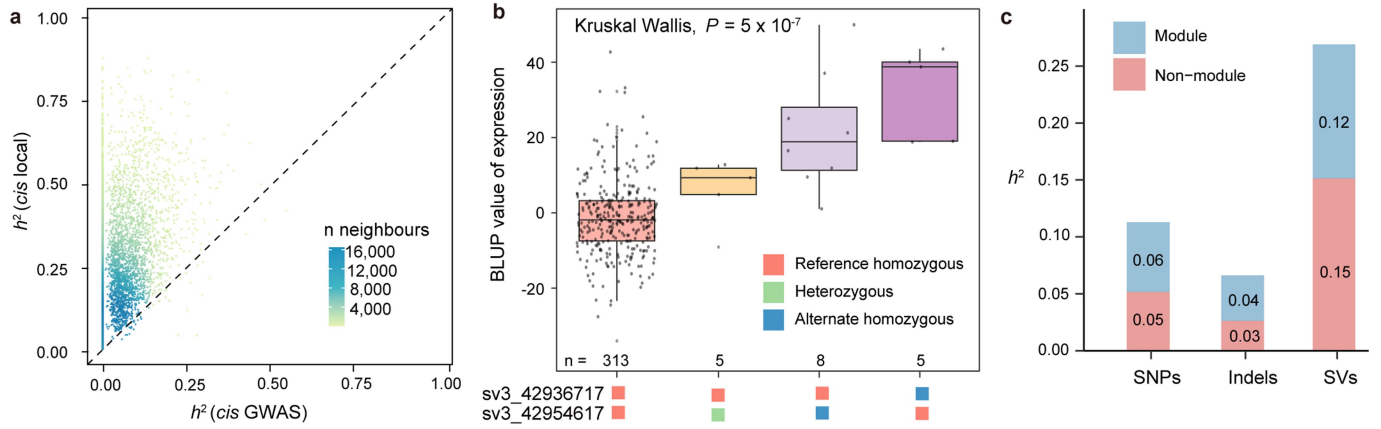 a
1.00
0.75
0.50
0.25
0.00
h² (cis local)
n neighbours
16,000
12,000
8,000
4,000
0.00 0.25 0.50 0.75 1.00
h² (cis GWAS)
b
Kruskal Wallis, P = 5 x 10⁻⁷
BLUP value of expression
40
20
0
-20
Reference homozygous
Heterozygous
Alternate homozygous
n = 313 5 8 5
sv3_42936717
sv3_42954617
c
Module
Non−module
h²
0.25
0.20
0.15
0.10
0.05
0.00
0.06
0.05
0.04
0.03
0.12
0.15
SNPs Indels SVs